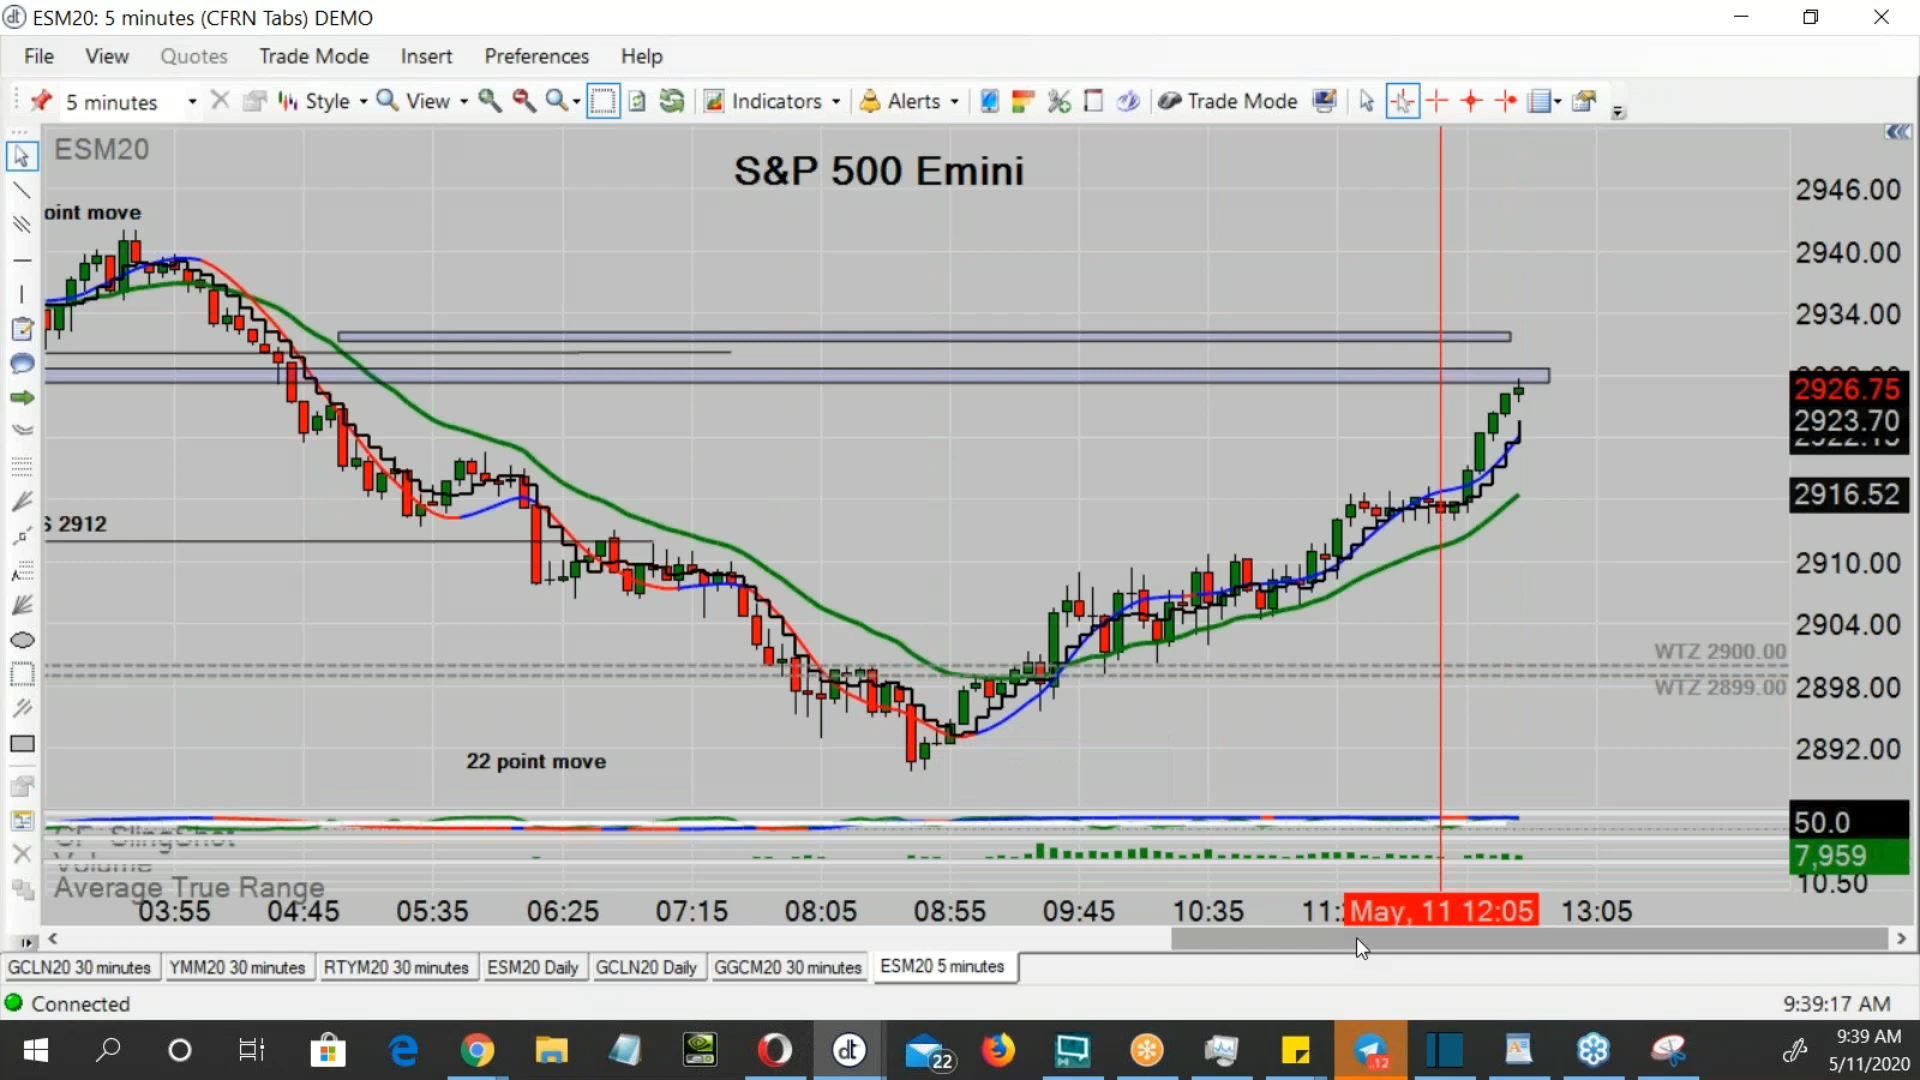 ESM20: 5 minutes (CFRN Tabs) DEMO
File View Quotes Trade Mode Insert Preferences Help
5 minutes Style View Indicators Alerts Trade Mode
ESM20
S&P 500 Emini
oint move
2946.00
2940.00
2934.00
2926.75
2923.70
2916.52
2912
2910.00
2904.00
WTZ 2900.00
WTZ 2899.00
2898.00
2892.00
22 point move
50.0
CF SlingShot
Volume
7,959
10.50
Average True Range
03:55 04:45 05:35 06:25 07:15 08:05 08:55 09:45 10:35 11: May, 11 12:05 13:05
GCLN20 30 minutes YMM20 30 minutes RTYM20 30 minutes ESM20 Daily GCLN20 Daily GGCM20 30 minutes ESM20 5 minutes
Connected 9:39:17 AM
dt 22 12 9:39 AM
5/11/2020